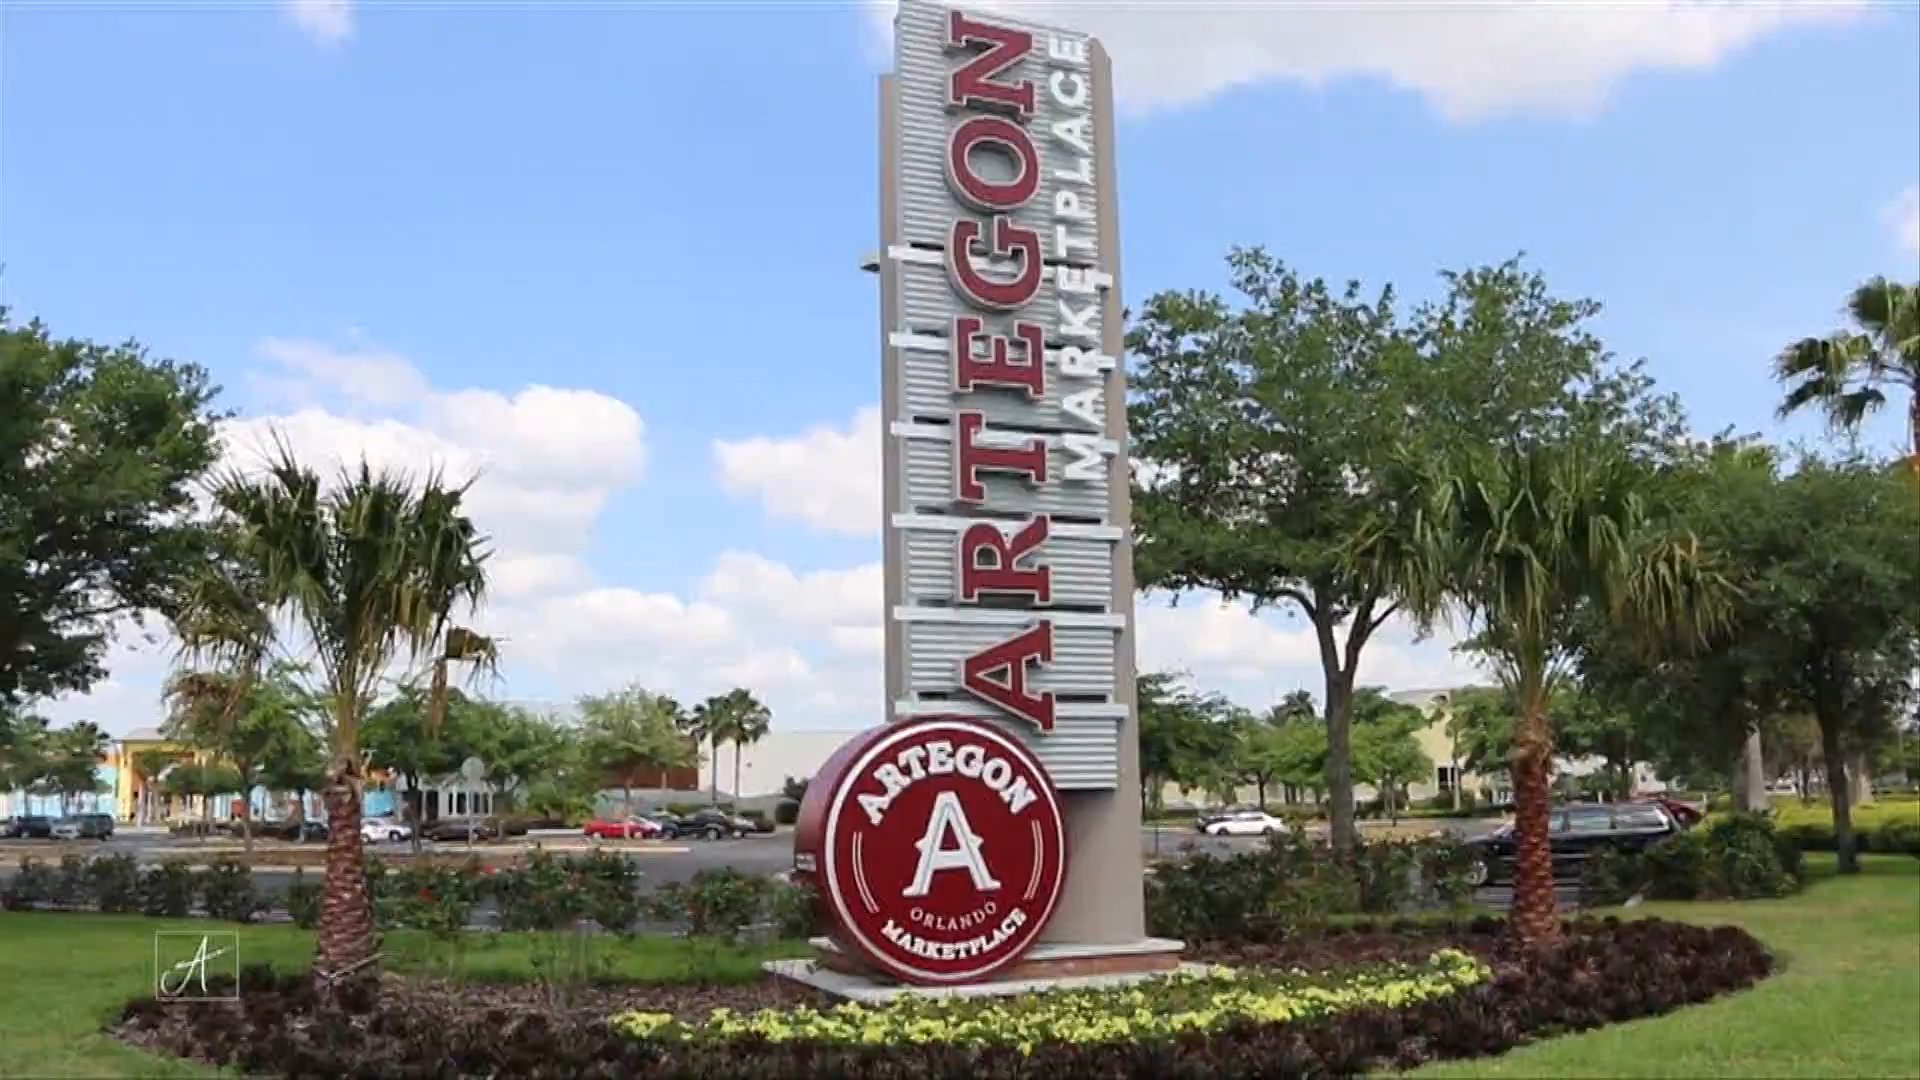 ARTEGON
MARKETPLACE
ARTEGON
A
ORLANDO
MARKETPLACE
A